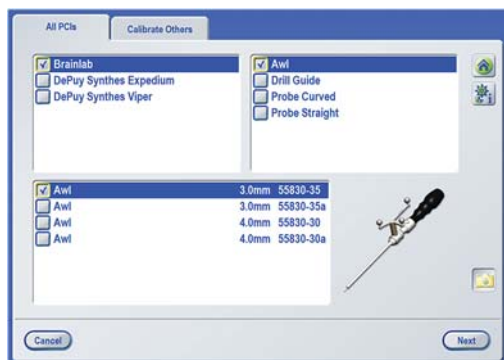 All PCIs
Calibrate Others
Brainlab
DePuy Synthes Expedium
DePuy Synthes Viper
Awl
Drill Guide
Probe Curved
Probe Straight
Awl 3.0mm 55830-35
Awl 3.0mm 55830-35a
Awl 4.0mm 55830-30
Awl 4.0mm 55830-30a
Cancel
Next